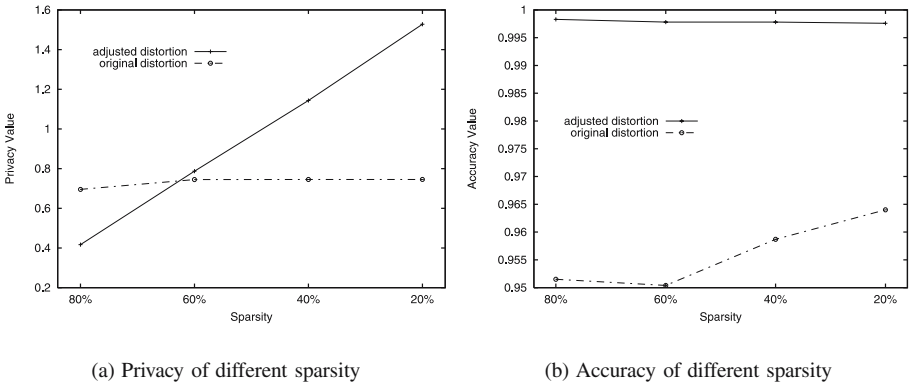 1.6
1.4
1.2
1
0.8
0.6
0.4
0.2
Privacy Value
adjusted distortion
original distortion
80%
60%
40%
20%
Sparsity
(a) Privacy of different sparsity
1
0.995
0.99
0.985
0.98
0.975
0.97
0.965
0.96
0.955
0.95
Accuracy Value
adjusted distortion
original distortion
80%
60%
40%
20%
Sparsity
(b) Accuracy of different sparsity